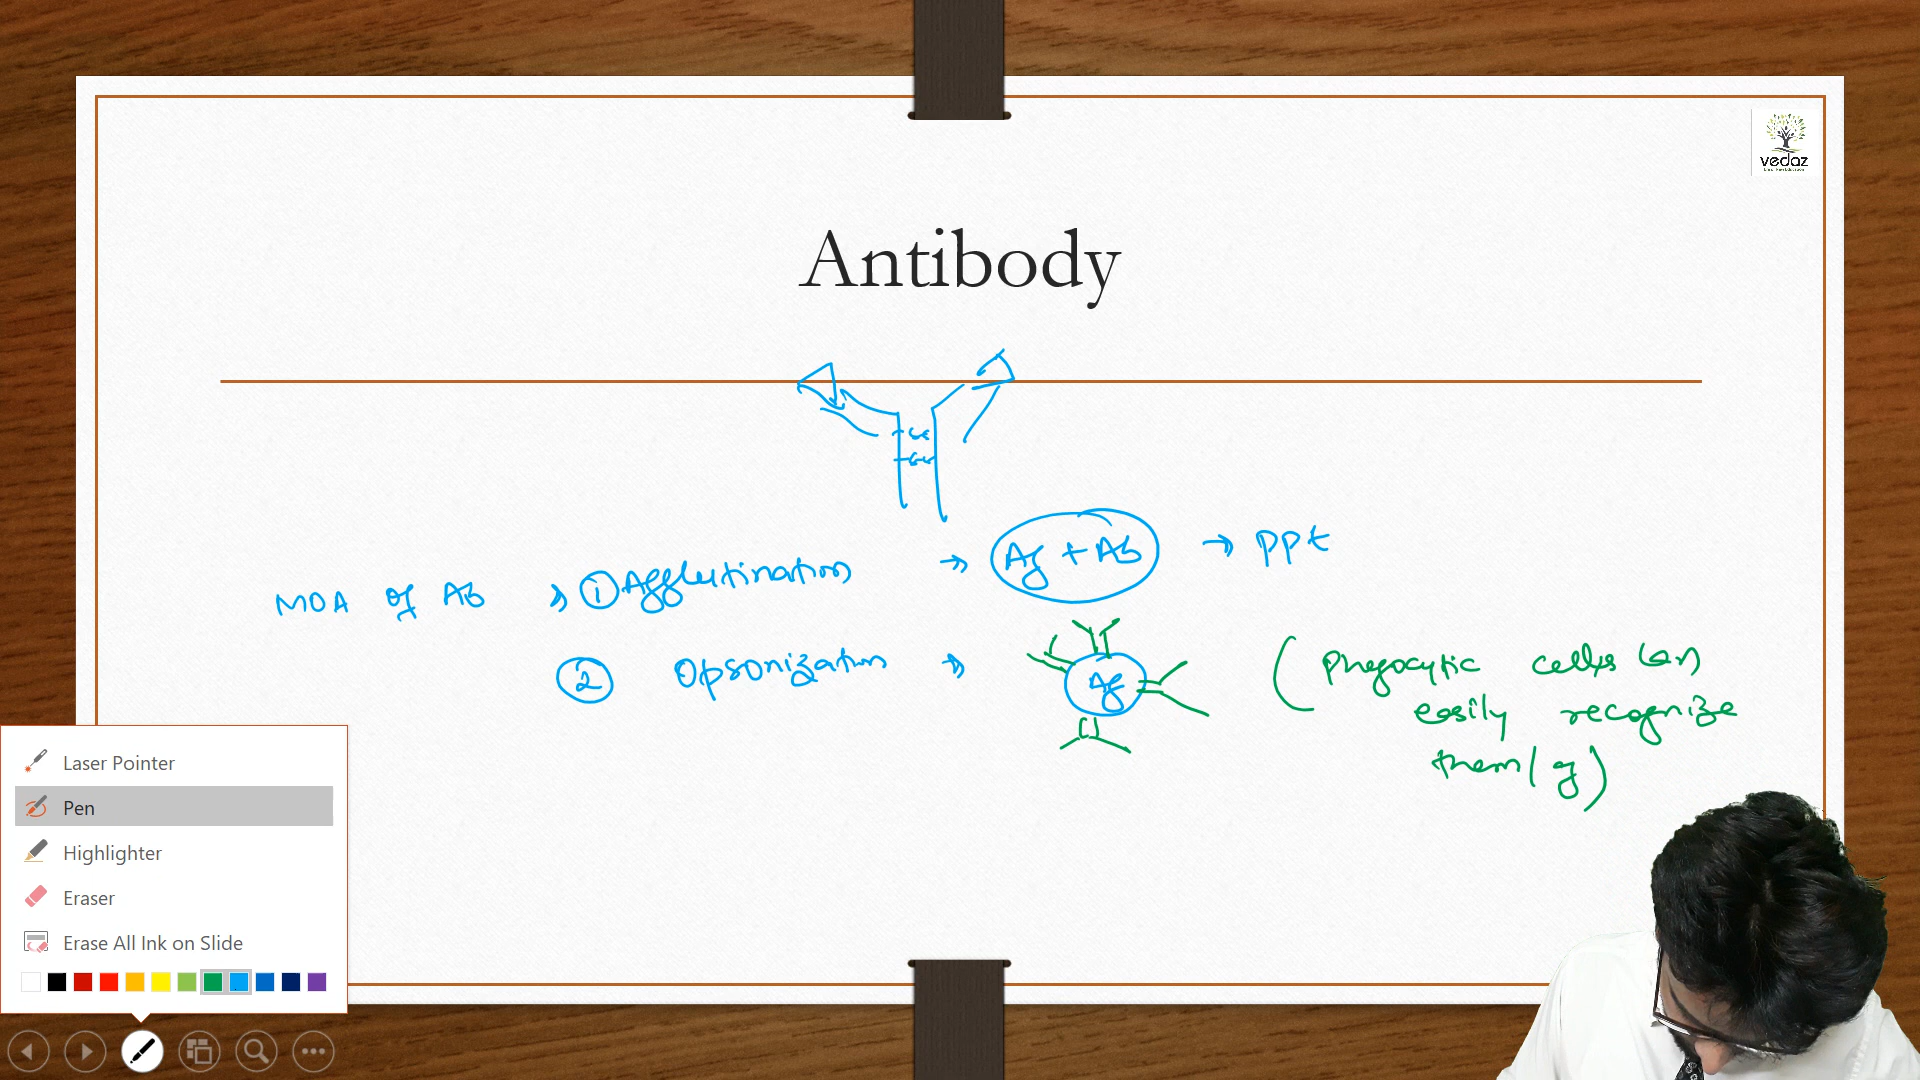 vedaz
Antibody
MOA of Ab → ① Agglutination → Ag + Ab → ppt
② Opsonization → Ag
(Phagocytic cells can
easily recognize
them
Laser Pointer
Pen
Highlighter
Eraser
Erase All Ink on Slide